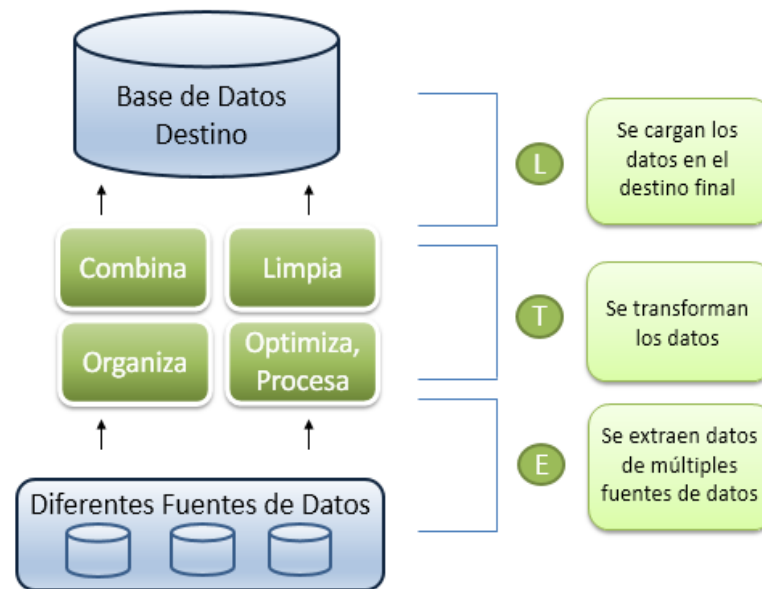 Base de Datos
Destino
L
Se cargan los
datos en el
destino final
Combina
Limpia
Organiza
Optimiza,
Procesa
T
Se transforman
los datos
Diferentes Fuentes de Datos
E
Se extraen datos
de múltiples
fuentes de datos